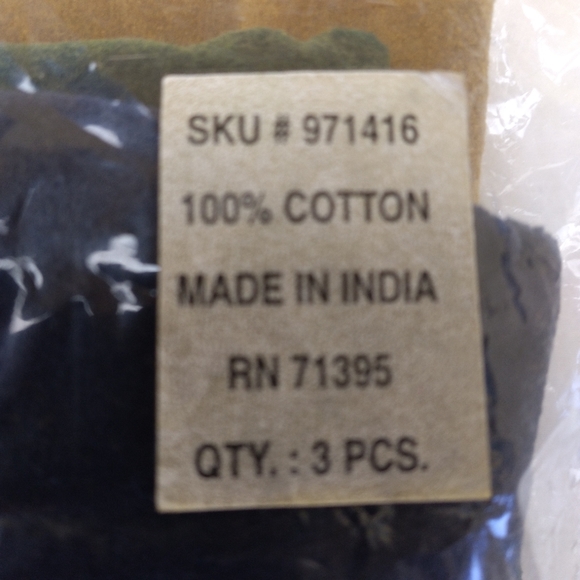 SKU # 971416
100% COTTON
MADE IN INDIA
RN 71395
QTY. : 3 PCS.